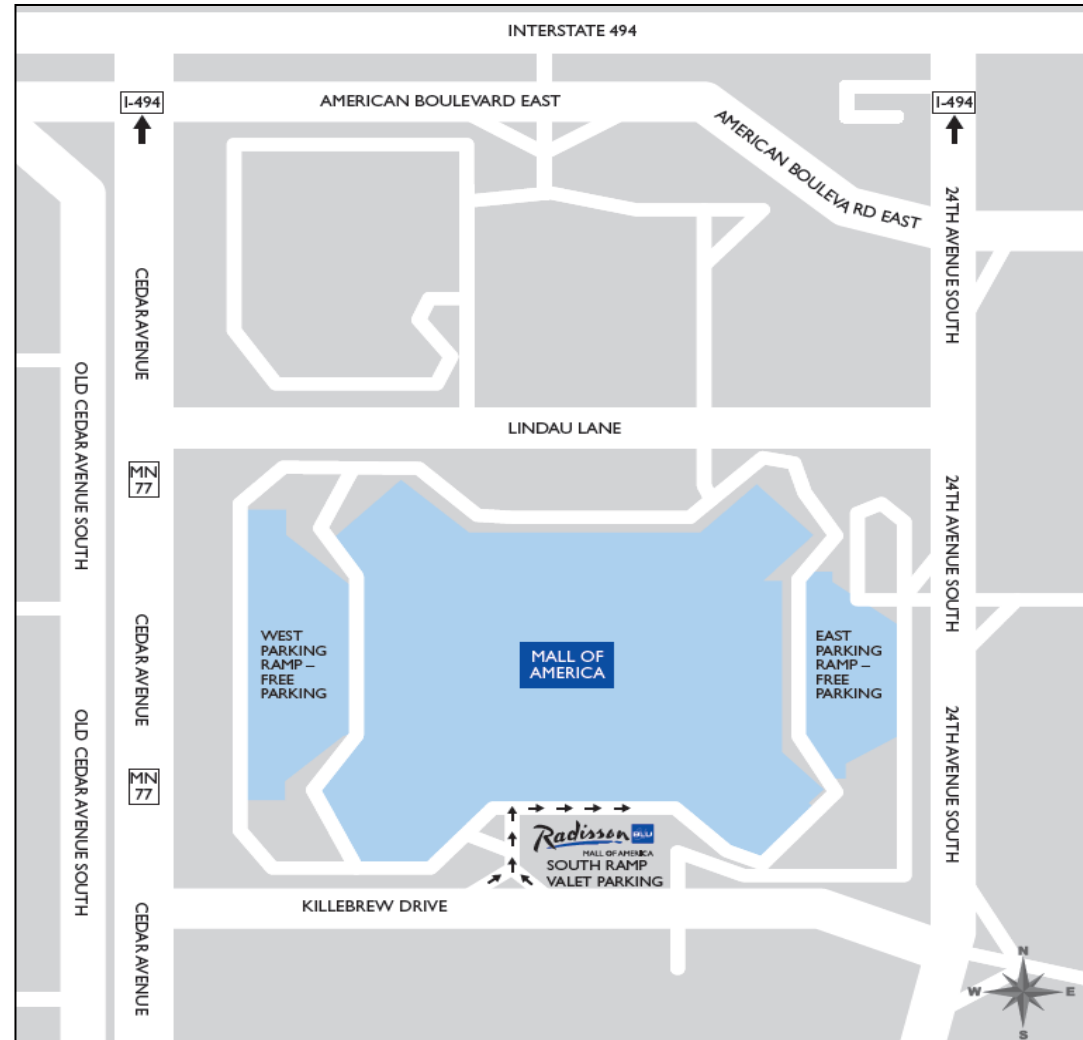 INTERSTATE 494
I-494
AMERICAN BOULEVARD EAST
I-494
AMERICAN BOULEVARD EAST
24TH AVENUE SOUTH
CEDAR AVENUE
OLD CEDAR AVENUE SOUTH
LINDAU LANE
MN
77
24TH AVENUE SOUTH
CEDAR AVENUE
WEST
PARKING
RAMP –
FREE
PARKING
MALL OF
AMERICA
EAST
PARKING
RAMP –
FREE
PARKING
OLD CEDAR AVENUE SOUTH
MN
77
24TH AVENUE SOUTH
Radisson BLU
MALL OF AMERICA
SOUTH RAMP
VALET PARKING
KILLEBREW DRIVE
CEDAR AVENUE
N
W E
S